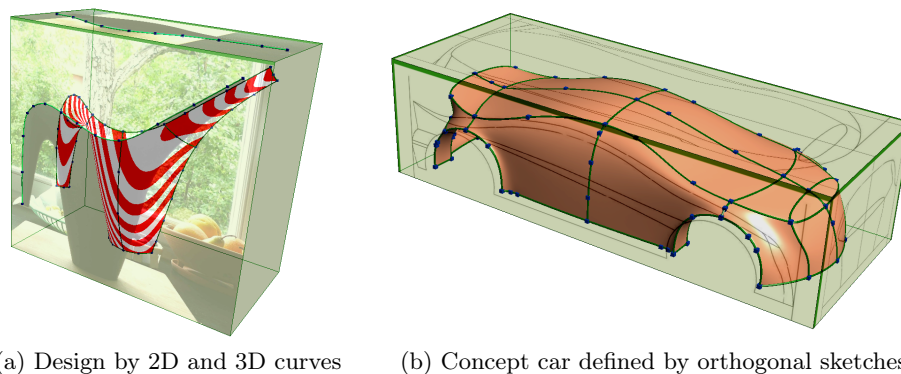 a) Design by 2D and 3D curves
(b) Concept car defined by orthogonal sketches